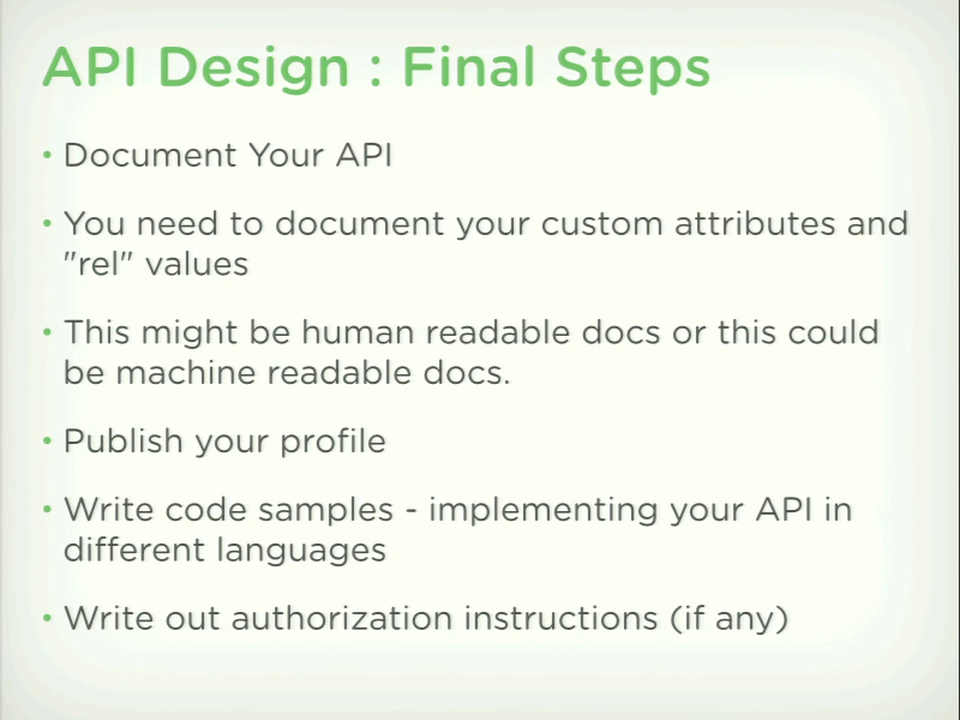 API Design : Final Steps
• Document Your API
• You need to document your custom attributes and
"rel" values
• This might be human readable docs or this could
be machine readable docs.
• Publish your profile
• Write code samples - implementing your API in
different languages
• Write out authorization instructions (if any)